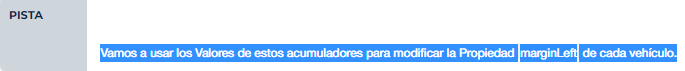 PISTA
Vamos a usar los Valores de estos acumuladores para modificar la Propiedad marginLeft de cada vehículo.